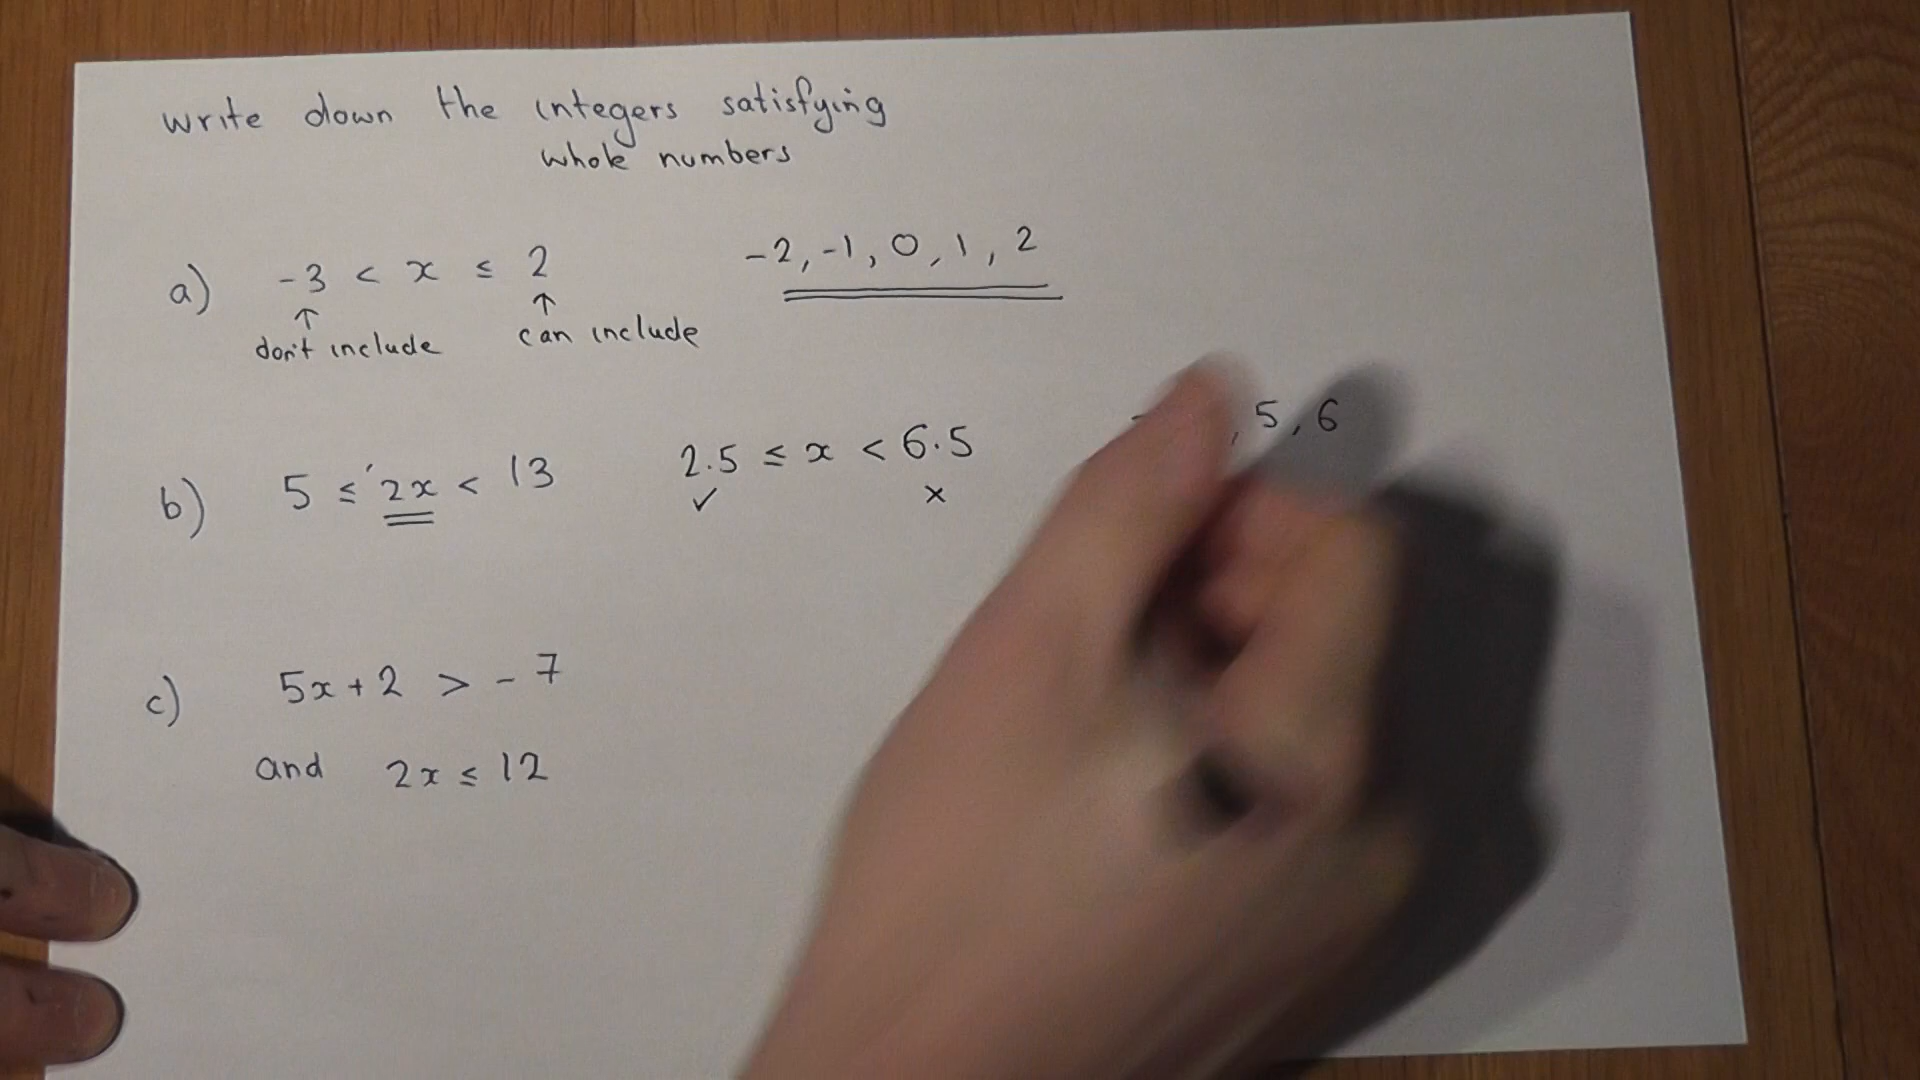 write down the integers satisfying
whole numbers
a) -3 < x ≤ 2 -2, -1, 0, 1, 2
↑ ↑
don't include can include
b) 5 ≤ 2x < 13 2.5 ≤ x < 6.5 , 5, 6
✓ x
c) 5x + 2 > -7
and 2x ≤ 12